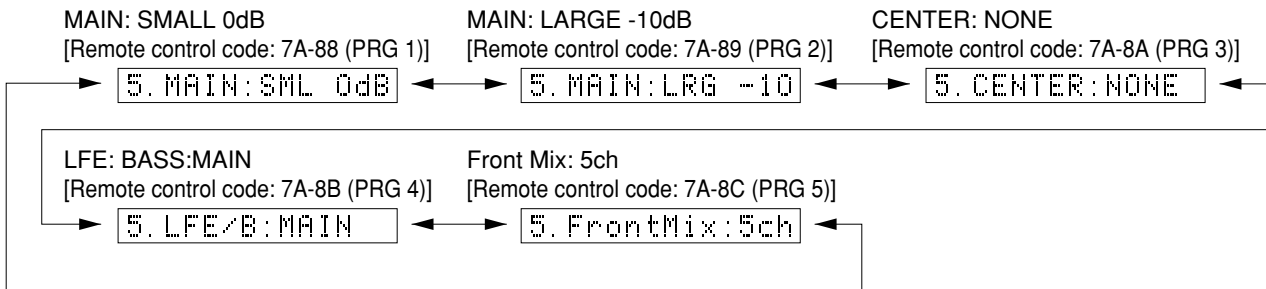 MAIN: SMALL 0dB
[Remote control code: 7A-88 (PRG 1)]
5. MAIN:SML 0dB
MAIN: LARGE -10dB
[Remote control code: 7A-89 (PRG 2)]
5. MAIN:LRG -10
CENTER: NONE
[Remote control code: 7A-8A (PRG 3)]
5. CENTER:NONE
LFE: BASS:MAIN
[Remote control code: 7A-8B (PRG 4)]
5. LFE/B:MAIN
Front Mix: 5ch
[Remote control code: 7A-8C (PRG 5)]
5. FrontMix:5ch